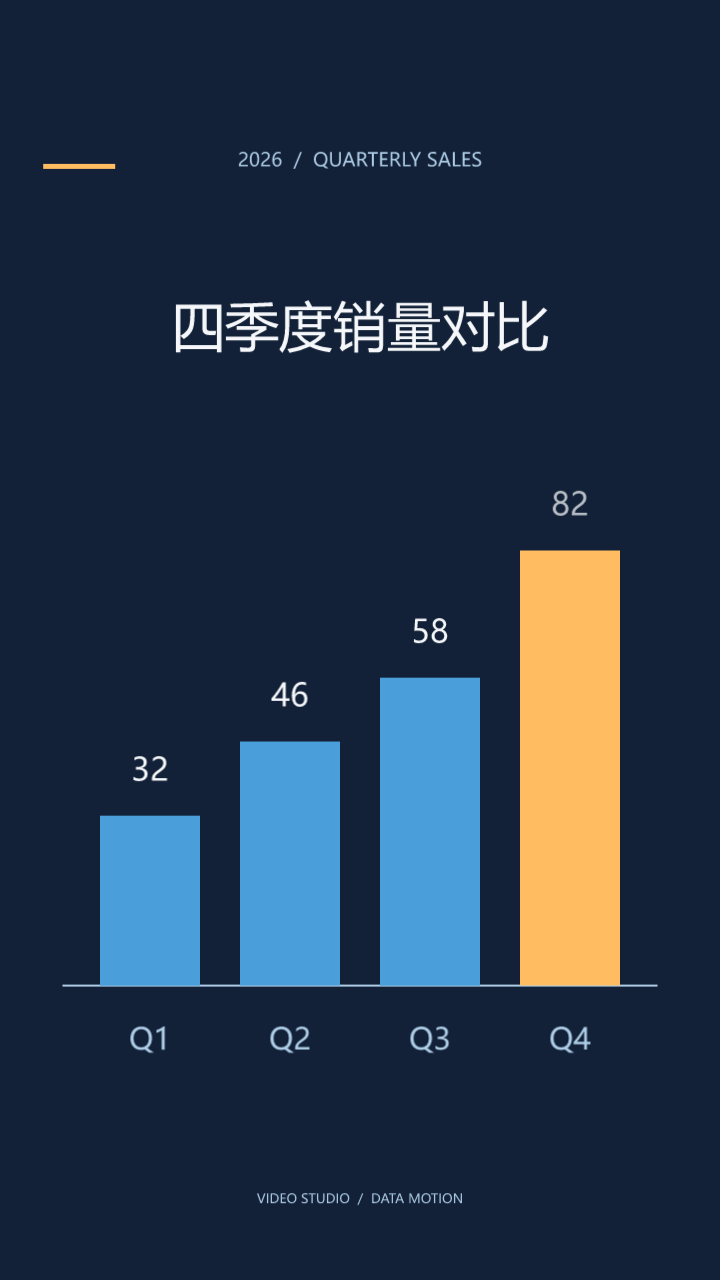 2026 / QUARTERLY SALES
四季度销量对比
82
58
46
32
Q1 Q2 Q3 Q4
VIDEO STUDIO / DATA MOTION